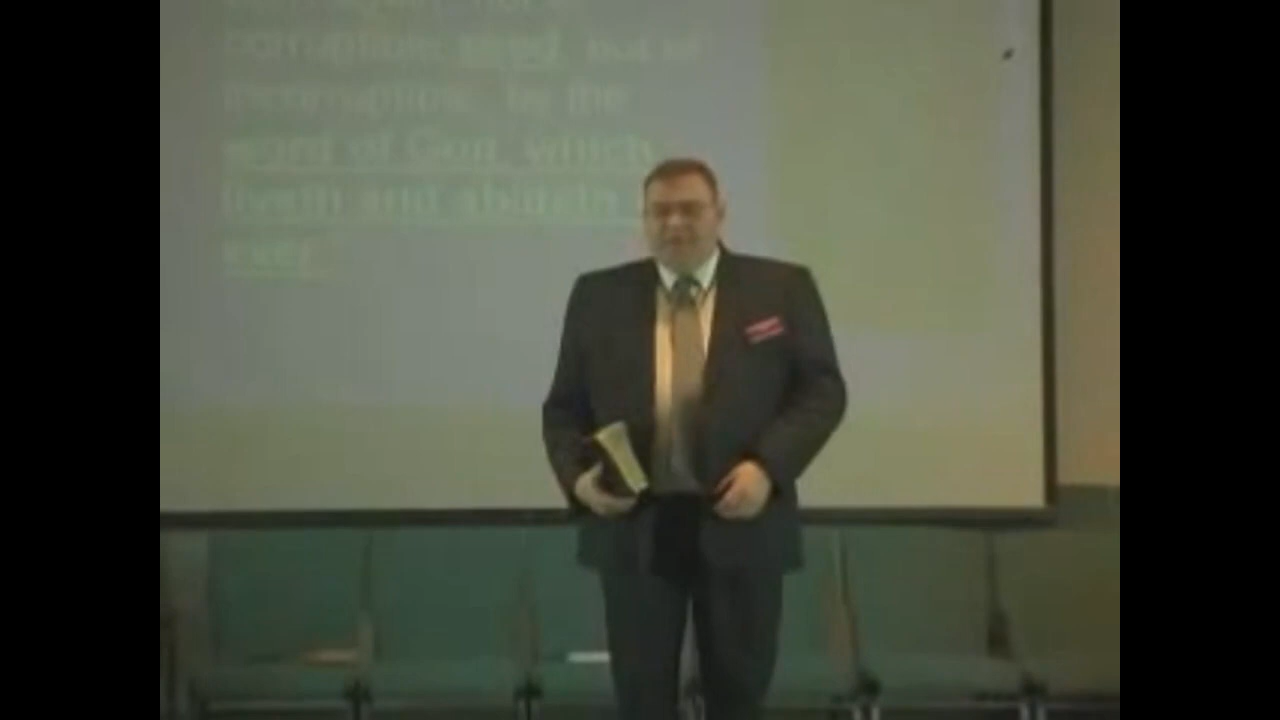 corruptible seed, but of
incorruptible, by the
word of God, which
liveth and abideth
ever.